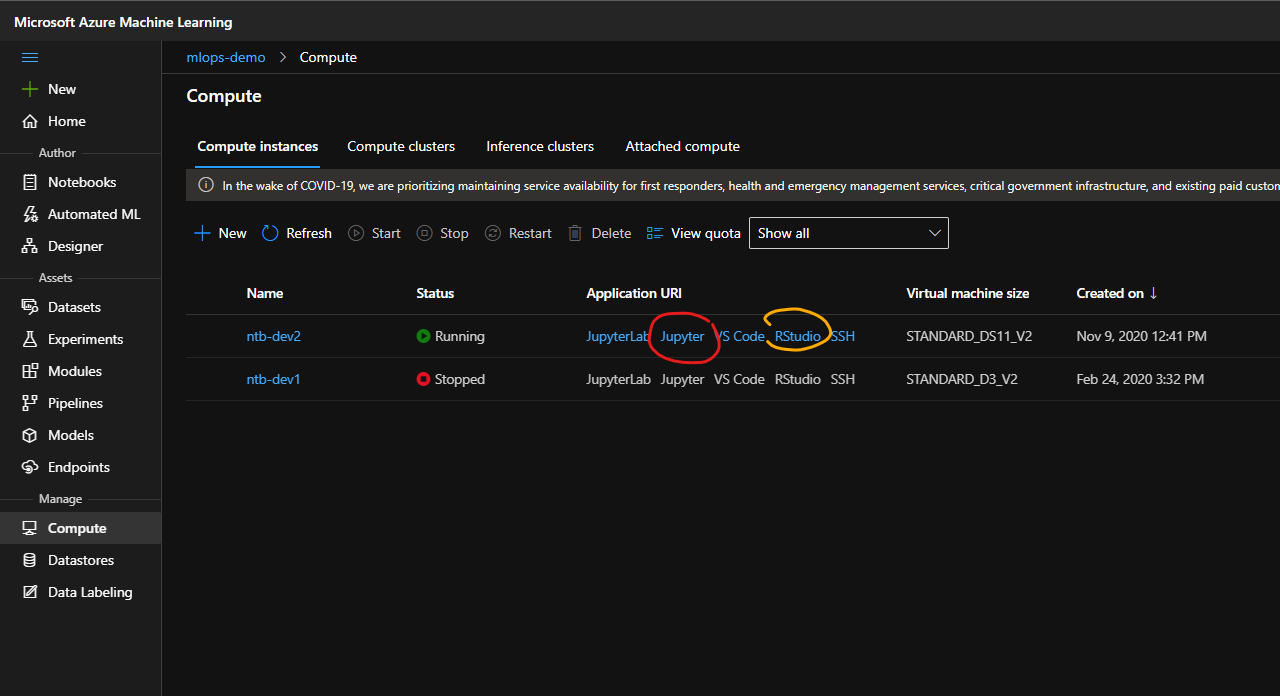 Microsoft Azure Machine Learning
mlops-demo > Compute
New
Home
Author
Notebooks
Automated ML
Designer
Assets
Datasets
Experiments
Modules
Pipelines
Models
Endpoints
Manage
Compute
Datastores
Data Labeling
Compute
Compute instances Compute clusters Inference clusters Attached compute
In the wake of COVID-19, we are prioritizing maintaining service availability for first responders, health and emergency management services, critical government infrastructure, and existing paid custom
New Refresh Start Stop Restart Delete View quota Show all
Name Status Application URI Virtual machine size Created on ↓
ntb-dev2 Running JupyterLab Jupyter VS Code RStudio SSH STANDARD_DS11_V2 Nov 9, 2020 12:41 PM
ntb-dev1 Stopped JupyterLab Jupyter VS Code RStudio SSH STANDARD_D3_V2 Feb 24, 2020 3:32 PM